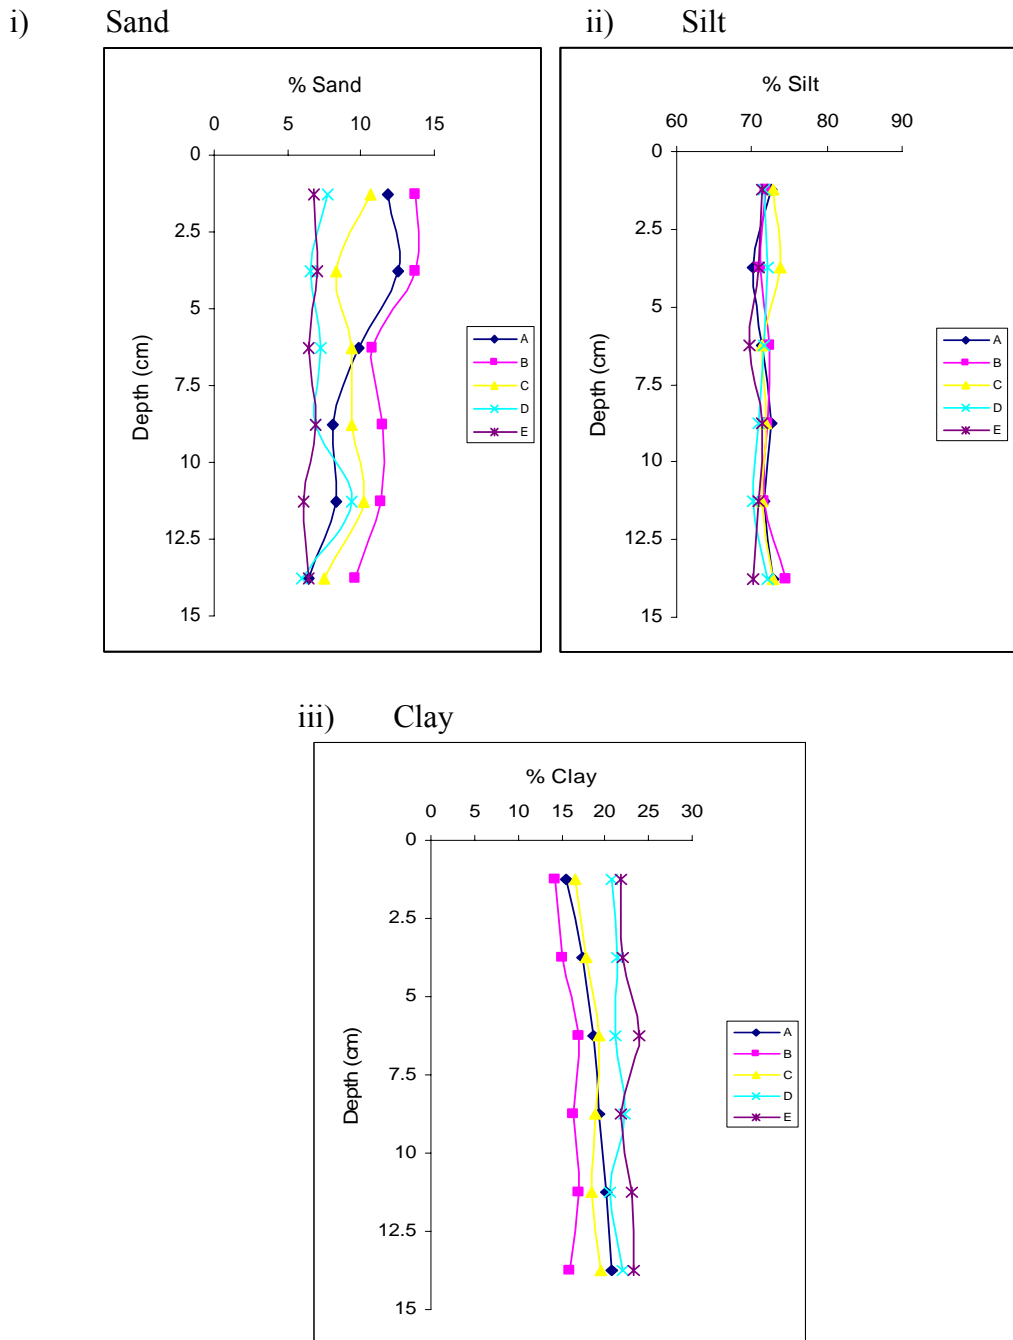 i) Sand
% Sand
0 5 10 15
0
2.5
5
7.5
10
12.5
15
Depth (cm)
A
B
C
D
E
ii) Silt
% Silt
60 70 80 90
0
2.5
5
7.5
10
12.5
15
Depth (cm)
A
B
C
D
E
iii) Clay
% Clay
0 5 10 15 20 25 30
0
2.5
5
7.5
10
12.5
15
Depth (cm)
A
B
C
D
E